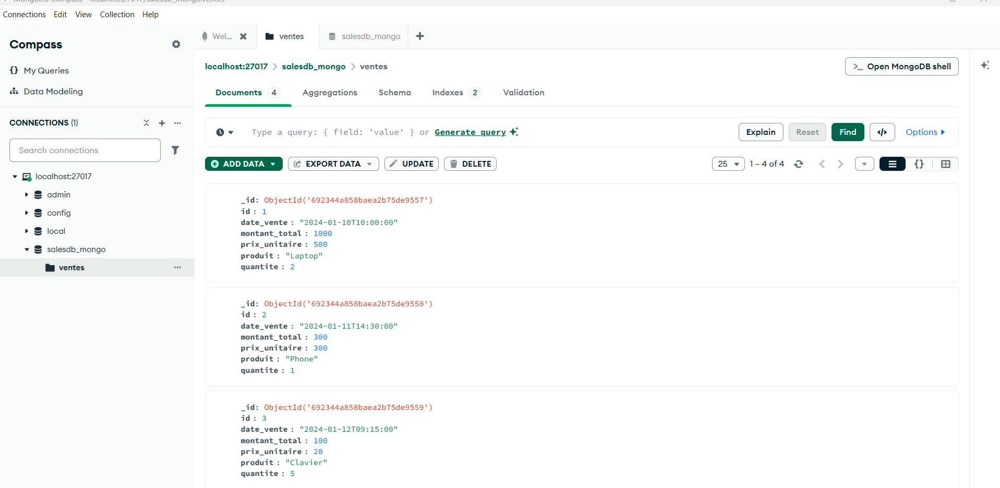 MongoDB Compass - localhost:27017/salesdb_mongo.ventes
Connections Edit View Collection Help
Compass
My Queries
Data Modeling
CONNECTIONS (1)
Search connections
localhost:27017
admin
config
local
salesdb_mongo
ventes
Wel... ventes salesdb_mongo
localhost:27017 > salesdb_mongo > ventes
>_ Open MongoDB shell
Documents 4 Aggregations Schema Indexes 2 Validation
Type a query: { field: 'value' } or Generate query
Explain Reset Find </> Options
ADD DATA EXPORT DATA UPDATE DELETE
25 1 – 4 of 4 {}
_id: ObjectId('692344a858baea2b75de9557')
id : 1
date_vente : "2024-01-10T10:00:00"
montant_total : 1000
prix_unitaire : 500
produit : "Laptop"
quantite : 2
_id: ObjectId('692344a858baea2b75de9558')
id : 2
date_vente : "2024-01-11T14:30:00"
montant_total : 300
prix_unitaire : 300
produit : "Phone"
quantite : 1
_id: ObjectId('692344a858baea2b75de9559')
id : 3
date_vente : "2024-01-12T09:15:00"
montant_total : 100
prix_unitaire : 20
produit : "Clavier"
quantite : 5